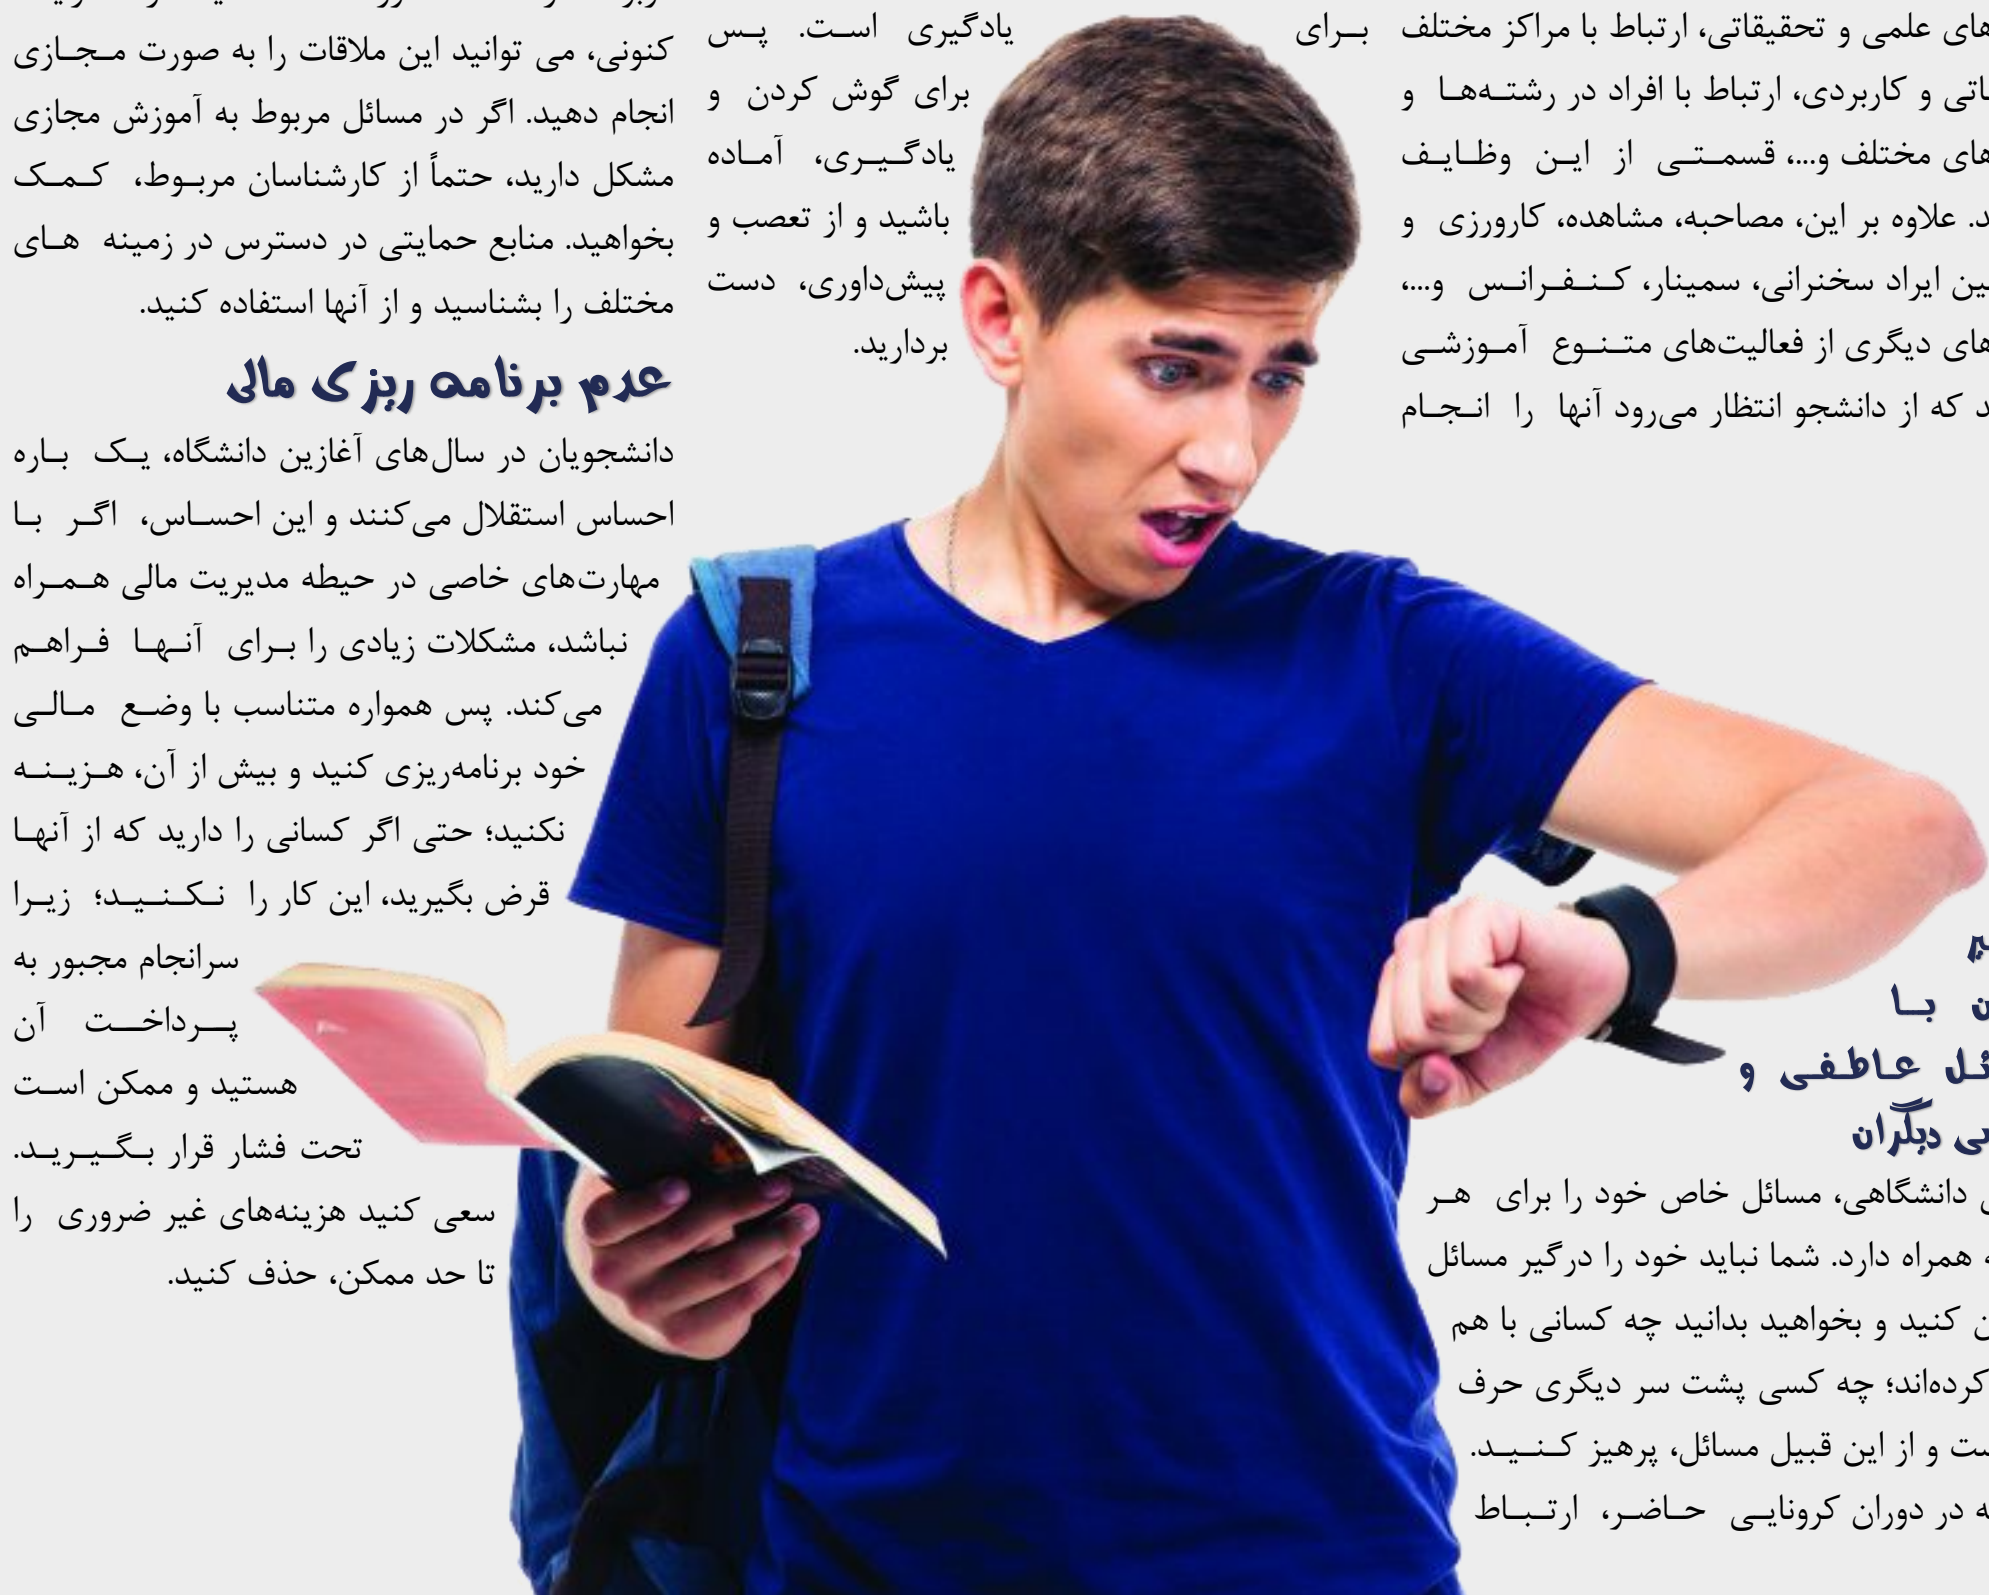 علمی و تحقیقاتی، ارتباط با مراکز مختلف
و کاربردی، ارتباط با افراد در رشته‌ها و
مختلف و...، قسمتی از این وظایف
علاوه بر این، مصاحبه، مشاهده، کارورزی و
ایراد سخنرانی، سمینار، کنفرانس و...،
دیگری از فعالیت‌های متنوع آموزشی
که از دانشجو انتظار می‌رود آنها را انجام
با
عاطفی و
دیگران
دانشگاهی، مسائل خاص خود را برای هر
همراه دارد. شما نباید خود را درگیر مسائل
کنید و بخواهید بدانید چه کسانی با هم
کرده‌اند؛ چه کسی پشت سر دیگری حرف
و از این قبیل مسائل، پرهیز کنید.
در دوران کرونایی حاضر، ارتباط
برای یادگیری است. پس
برای گوش کردن و
یادگیری، آماده
باشید و از تعصب و
پیش‌داوری، دست
بردارید.
کنونی، می توانید این ملاقات را به صورت مجازی
انجام دهید. اگر در مسائل مربوط به آموزش مجازی
مشکل دارید، حتماً از کارشناسان مربوط، کمک
بخواهید. منابع حمایتی در دسترس در زمینه های
مختلف را بشناسید و از آنها استفاده کنید.
عدم برنامه ریزی مالی
دانشجویان در سال‌های آغازین دانشگاه، یک باره
احساس استقلال می‌کنند و این احساس، اگر با
مهارت‌های خاصی در حیطه مدیریت مالی همراه
نباشد، مشکلات زیادی را برای آنها فراهم
می‌کند. پس همواره متناسب با وضع مالی
خود برنامه‌ریزی کنید و بیش از آن، هزینه
نکنید؛ حتی اگر کسانی را دارید که از آنها
قرض بگیرید، این کار را نکنید؛ زیرا
سرانجام مجبور به
پرداخت آن
هستید و ممکن است
تحت فشار قرار بگیرید.
سعی کنید هزینه‌های غیر ضروری را
تا حد ممکن، حذف کنید.